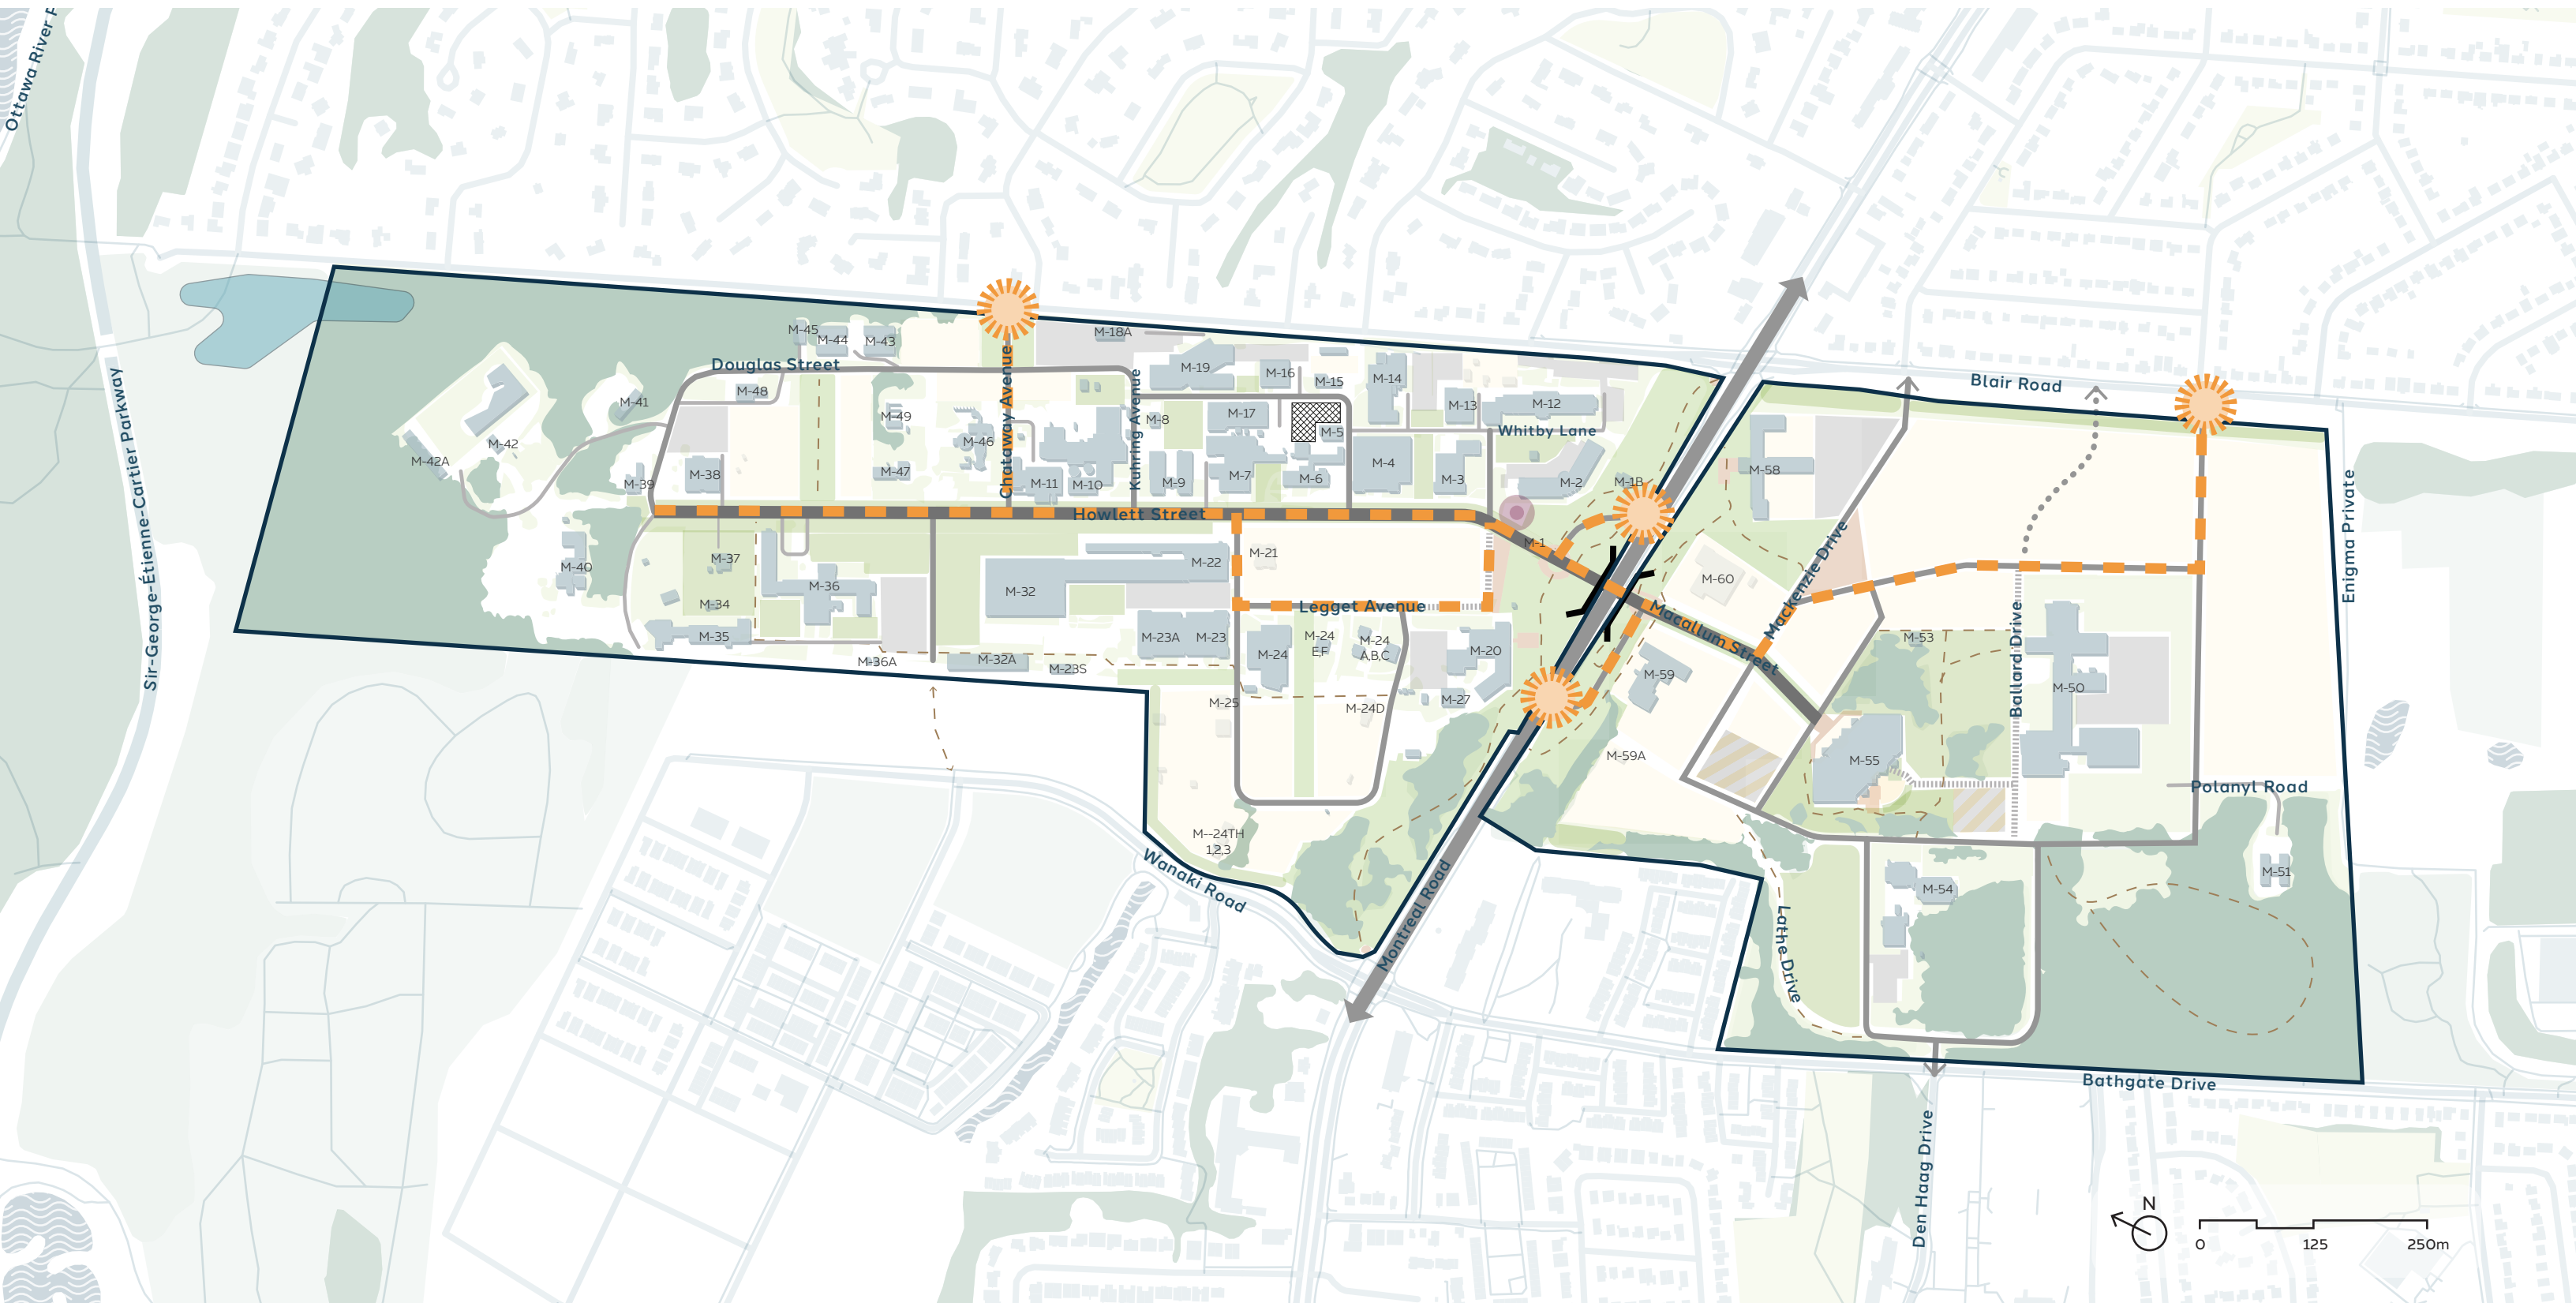 Ottawa River P
Sir-George-Étienne-Cartier Parkway
Douglas Street
Chataway Avenue
Kuhring Avenue
Howlett Street
Whitby Lane
Legget Avenue
Wanaki Road
Montreal Road
Macallum Street
Mackenzie Drive
Blair Road
Enigma Private
Ballard Drive
Polanyl Road
Lathe Drive
Bathgate Drive
Den Haag Drive
M-45
M-44
M-43
M-18A
M-48
M-41
M-42
M-42A
M-39
M-38
M-49
M-47
M-46
M-11
M-10
M-19
M-16
M-15
M-14
M-8
M-17
M-5
M-13
M-12
M-9
M-7
M-6
M-4
M-3
M-2
M-1B
M-1
M-40
M-37
M-34
M-35
M-36
M-36A
M-32
M-32A
M-22
M-21
M-23A
M-23
M-23S
M-24
M-24
E,F
M-24
A,B,C
M-24D
M-25
M--24TH
1,2,3
M-20
M-27
M-58
M-60
M-59
M-59A
M-53
M-50
M-55
M-54
M-51
N
0
125
250m